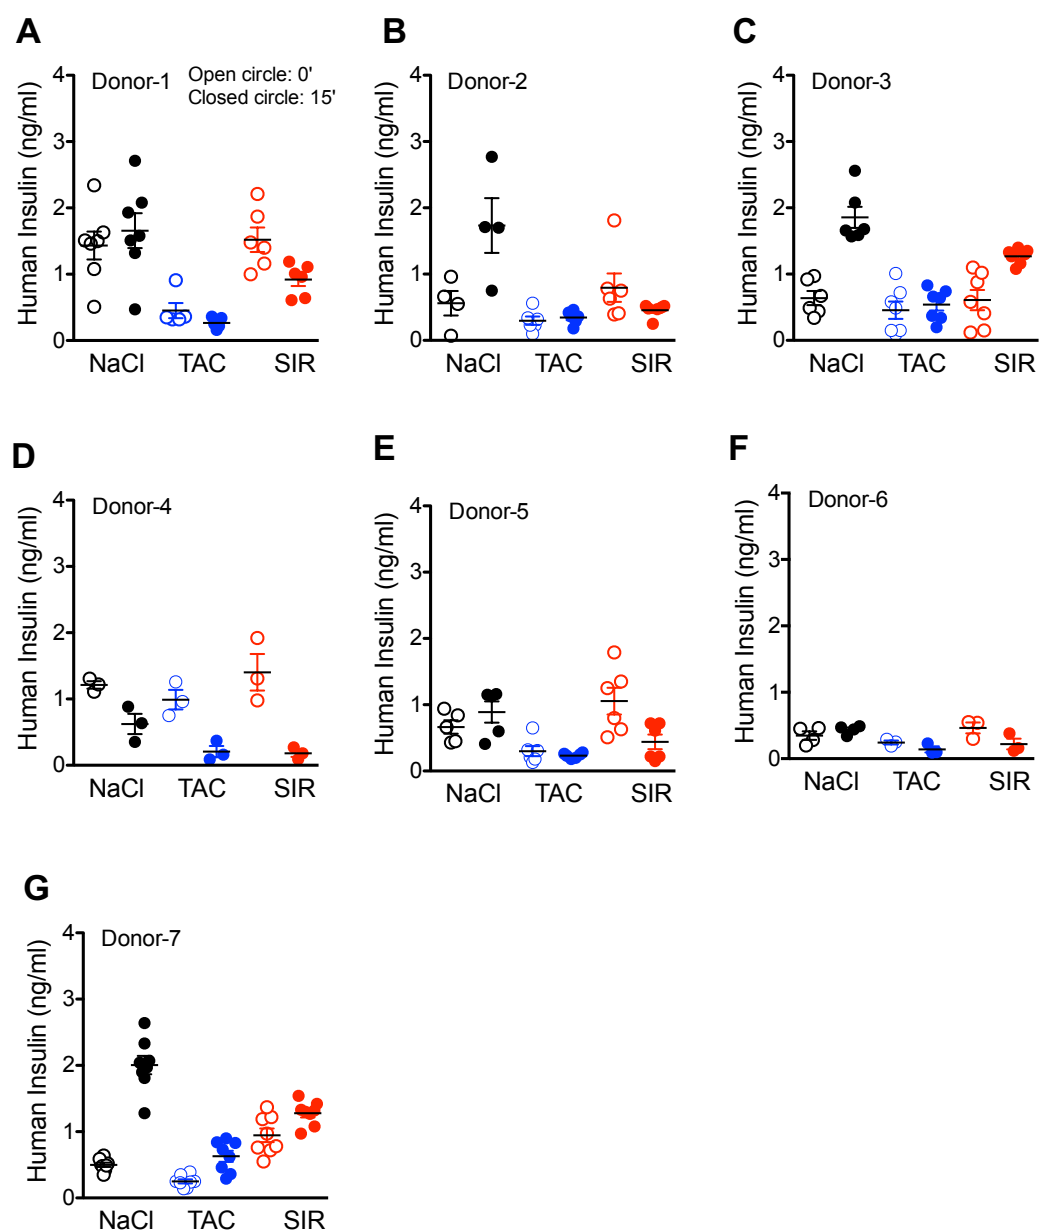 A
Donor-1
Open circle: 0'
Closed circle: 15'
Human Insulin (ng/ml)
4
3
2
1
0
NaCl TAC SIR
B
Donor-2
Human Insulin (ng/ml)
4
3
2
1
0
NaCl TAC SIR
C
Donor-3
Human Insulin (ng/ml)
4
3
2
1
0
NaCl TAC SIR
D
Donor-4
Human Insulin (ng/ml)
4
3
2
1
0
NaCl TAC SIR
E
Donor-5
Human Insulin (ng/ml)
4
3
2
1
0
NaCl TAC SIR
F
Donor-6
Human Insulin (ng/ml)
4
3
2
1
0
NaCl TAC SIR
G
Donor-7
Human Insulin (ng/ml)
4
3
2
1
0
NaCl TAC SIR